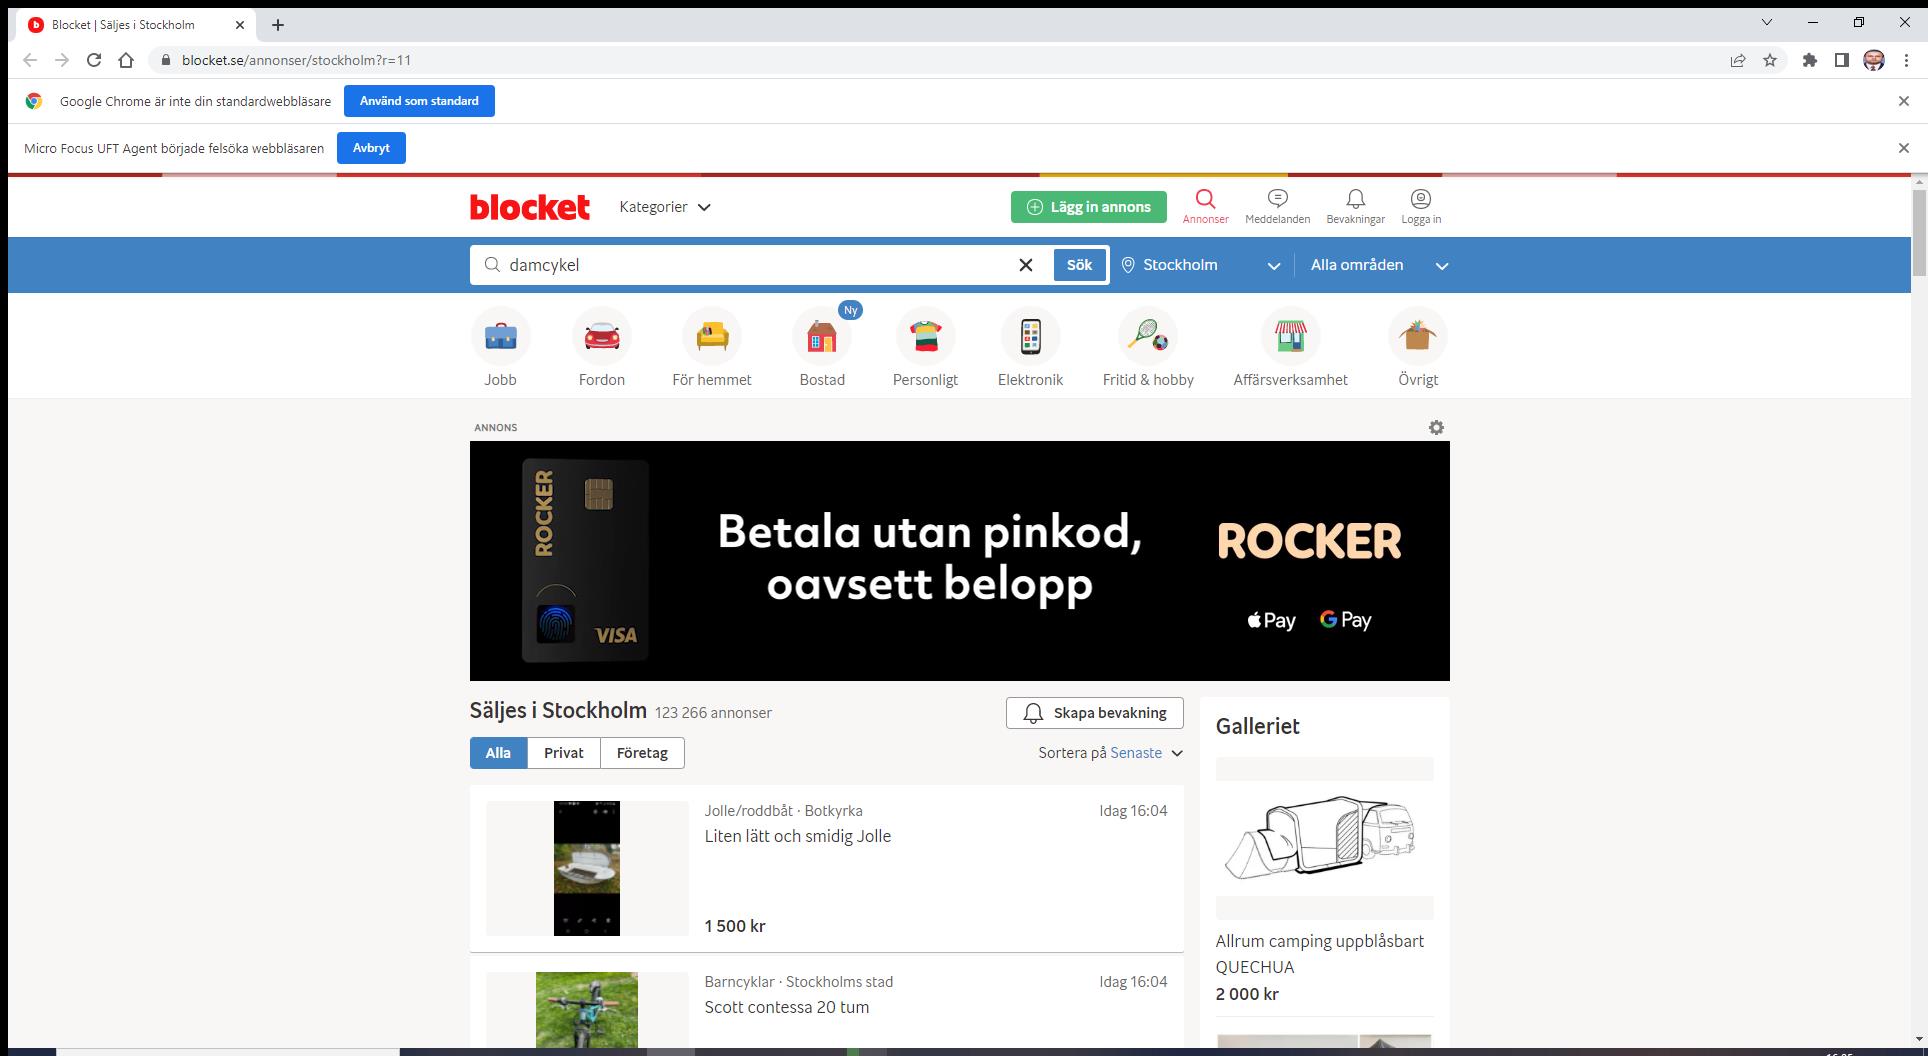 Blocket | Säljes i Stockholm
blocket.se/annonser/stockholm?r=11
Google Chrome är inte din standardwebbläsare
Använd som standard
Micro Focus UFT Agent började felsöka webbläsaren
Avbryt
blocket
Kategorier
Lägg in annons
Annonser
Meddelanden
Bevakningar
Logga in
damcykel
Sök
Stockholm
Alla områden
Ny
Jobb
Fordon
För hemmet
Bostad
Personligt
Elektronik
Fritid & hobby
Affärsverksamhet
Övrigt
ANNONS
ROCKER
VISA
Betala utan pinkod,
oavsett belopp
ROCKER
Pay
G Pay
Säljes i Stockholm 123 266 annonser
Skapa bevakning
Alla
Privat
Företag
Sortera på Senaste
Jolle/roddbåt · Botkyrka
Idag 16:04
Liten lätt och smidig Jolle
1 500 kr
Barncyklar · Stockholms stad
Idag 16:04
Scott contessa 20 tum
Galleriet
Allrum camping uppblåsbart
QUECHUA
2 000 kr